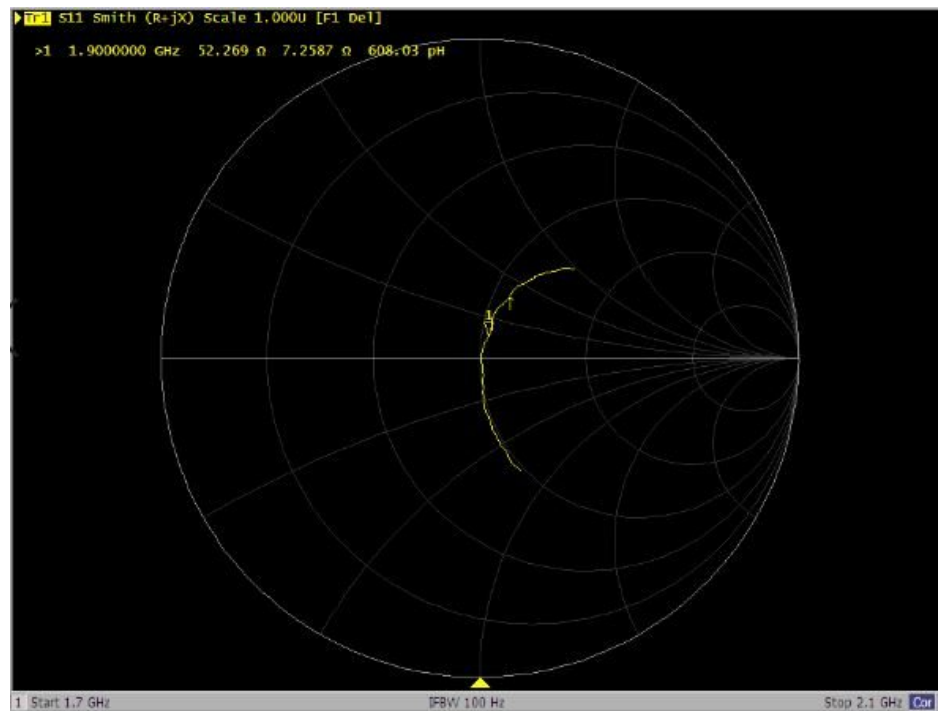 Tr1 S11 Smith (R+jX) Scale 1.000U [F1 Del]
>1 1.9000000 GHz 52.269 Ω 7.2587 Ω 608.03 pH
1
1 Start 1.7 GHz IFBW 100 Hz Stop 2.1 GHz Cor